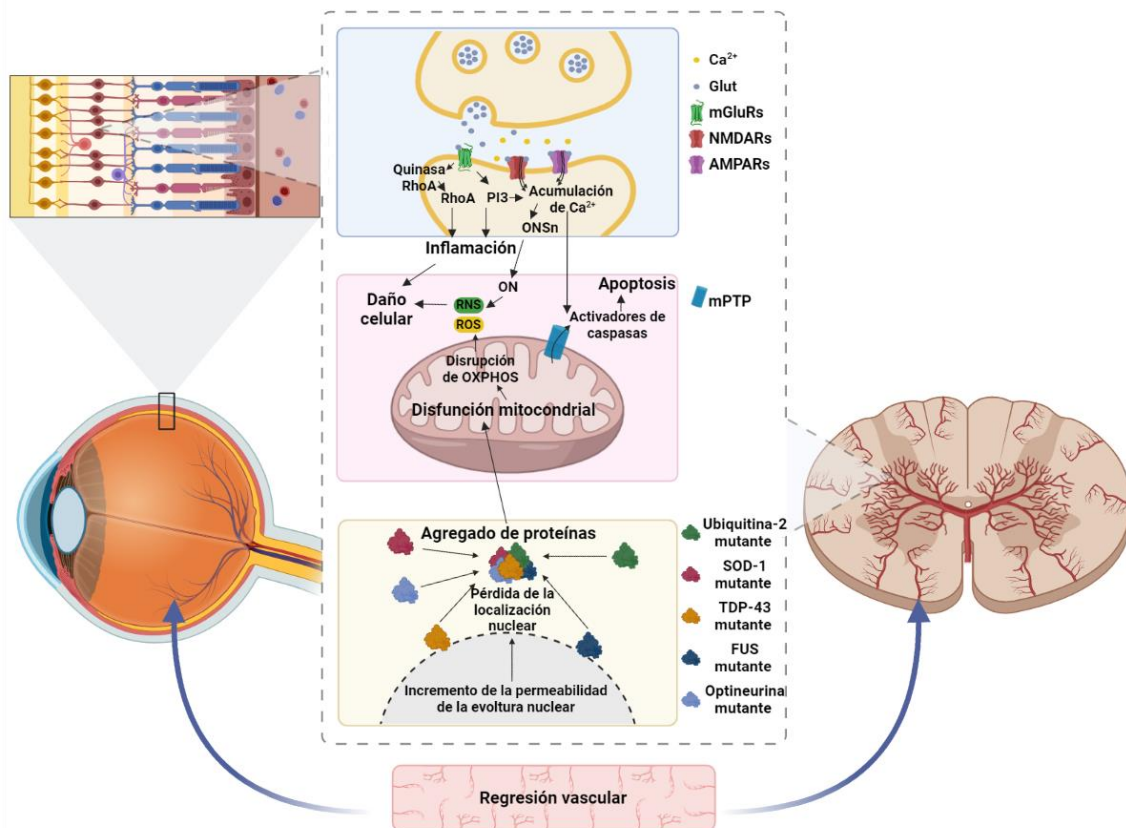 Ca²⁺
Glut
mGluRs
NMDARs
AMPARs
Quinasa
RhoA
RhoA
PI3
Acumulación
de Ca²⁺
ONSn
Inflamación
ON
Daño
celular
RNS
ROS
Apoptosis
Activadores de
caspasas
mPTP
Disrupción
de OXPHOS
Disfunción mitocondrial
Agregado de proteínas
Pérdida de la
localización
nuclear
Incremento de la permeabilidad
de la evoltura nuclear
Ubiquitina-2
mutante
SOD-1
mutante
TDP-43
mutante
FUS
mutante
Optineurina
mutante
Regresión vascular